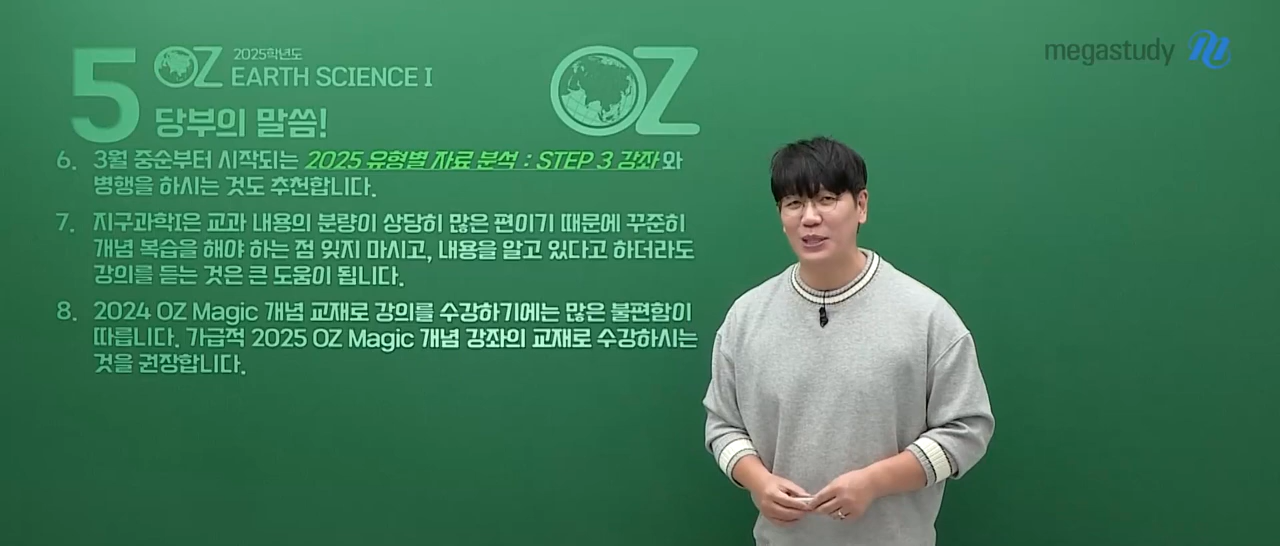 5
OZ
2025학년도
EARTH SCIENCE I
당부의 말씀!
OZ
megastudy
6. 3월 중순부터 시작되는 2025 유형별 자료 분석 : STEP 3 강좌 와
병행을 하시는 것도 추천합니다.
7. 지구과학I은 교과 내용의 분량이 상당히 많은 편이기 때문에 꾸준히
개념 복습을 해야 하는 점 잊지 마시고, 내용을 알고 있다고 하더라도
강의를 듣는 것은 큰 도움이 됩니다.
8. 2024 OZ Magic 개념 교재로 강의를 수강하기에는 많은 불편함이
따릅니다. 가급적 2025 OZ Magic 개념 강좌의 교재로 수강하시는
것을 권장합니다.